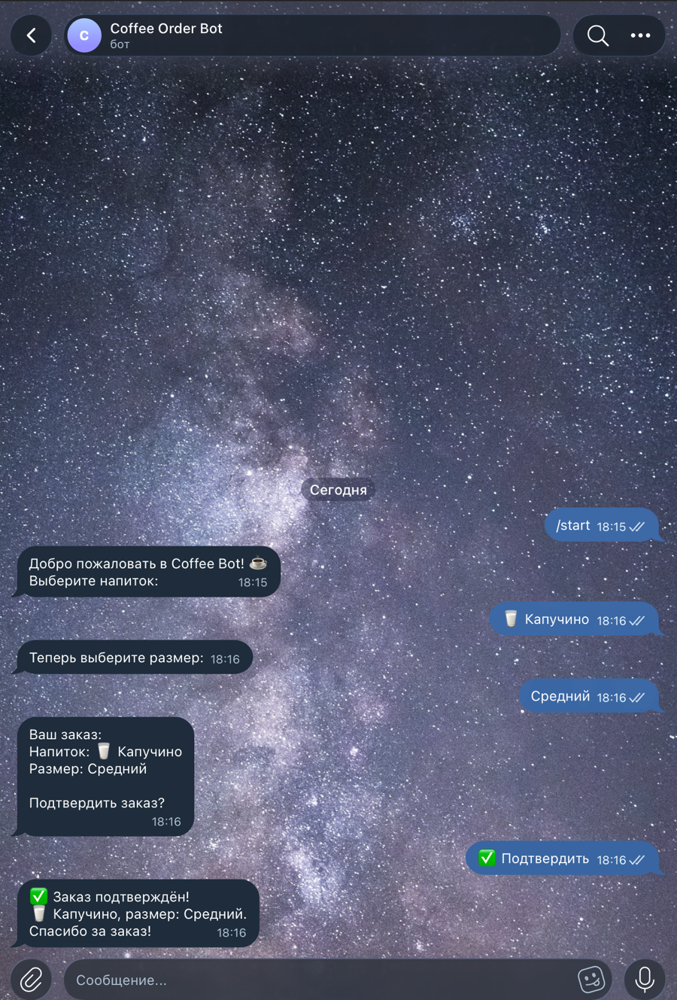 C
Coffee Order Bot
бот
Сегодня
/start 18:15
Добро пожаловать в Coffee Bot! ☕
Выберите напиток: 18:15
🥛 Капучино 18:16
Теперь выберите размер: 18:16
Средний 18:16
Ваш заказ:
Напиток: 🥛 Капучино
Размер: Средний
Подтвердить заказ?
18:16
✅ Подтвердить 18:16
✅ Заказ подтверждён!
🥛 Капучино, размер: Средний.
Спасибо за заказ! 18:16
Сообщение...